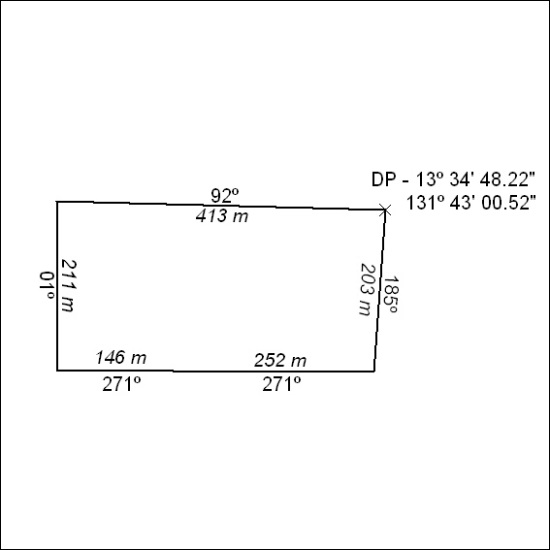 DP - 13º 34' 48.22"
131º 43' 00.52"
92º
413 m
01º
211 m
203 m
185º
146 m
252 m
271º
271º